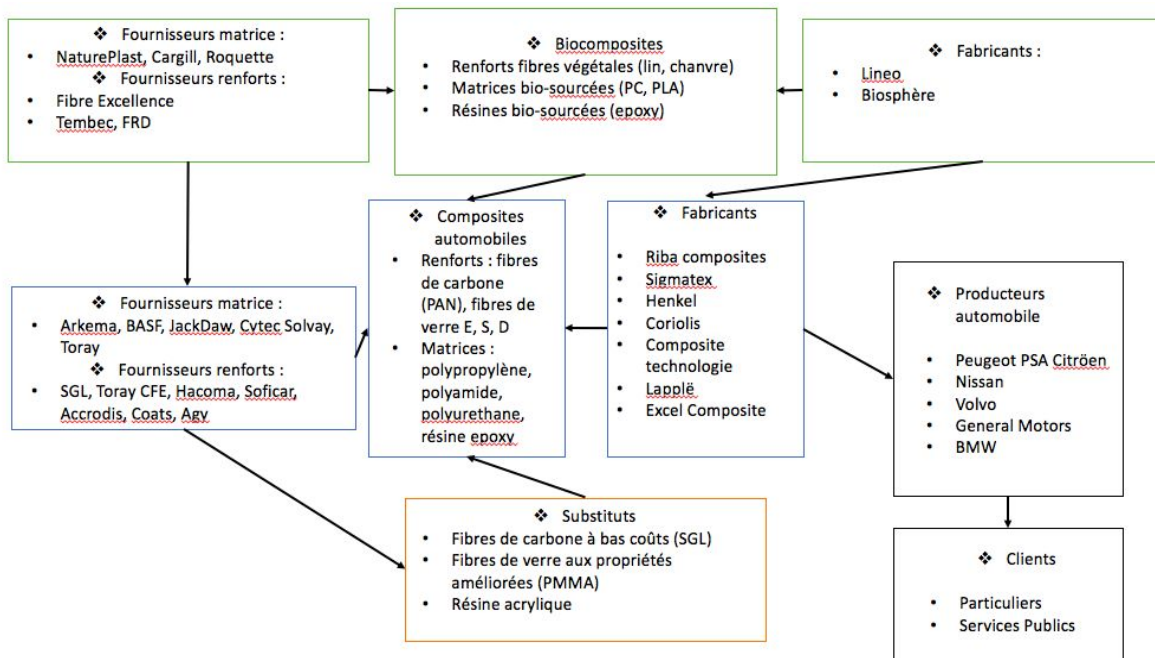 ❖ Fournisseurs matrice :
• NaturePlast, Cargill, Roquette
❖ Fournisseurs renforts :
• Fibre Excellence
• Tembec, FRD
❖ Biocomposites
• Renforts fibres végétales (lin, chanvre)
• Matrices bio-sourcées (PC, PLA)
• Résines bio-sourcées (epoxy)
❖ Fabricants :
• Lineo
• Biosphère
❖ Fournisseurs matrice :
• Arkema, BASF, JackDaw, Cytec Solvay,
Toray
❖ Fournisseurs renforts :
• SGL, Toray CFE, Hacoma, Soficar,
Accrodis, Coats, Agy
❖ Composites
automobiles
• Renforts : fibres
de carbone
(PAN), fibres de
verre E, S, D
• Matrices :
polypropylène,
polyamide,
polyurethane,
résine epoxy
❖ Fabricants
• Riba composites
• Sigmatex
• Henkel
• Coriolis
• Composite
technologie
• Lapplë
• Excel Composite
❖ Producteurs
automobile
• Peugeot PSA Citröen
• Nissan
• Volvo
• General Motors
• BMW
❖ Substituts
• Fibres de carbone à bas coûts (SGL)
• Fibres de verre aux propriétés
améliorées (PMMA)
• Résine acrylique
❖ Clients
• Particuliers
• Services Publics